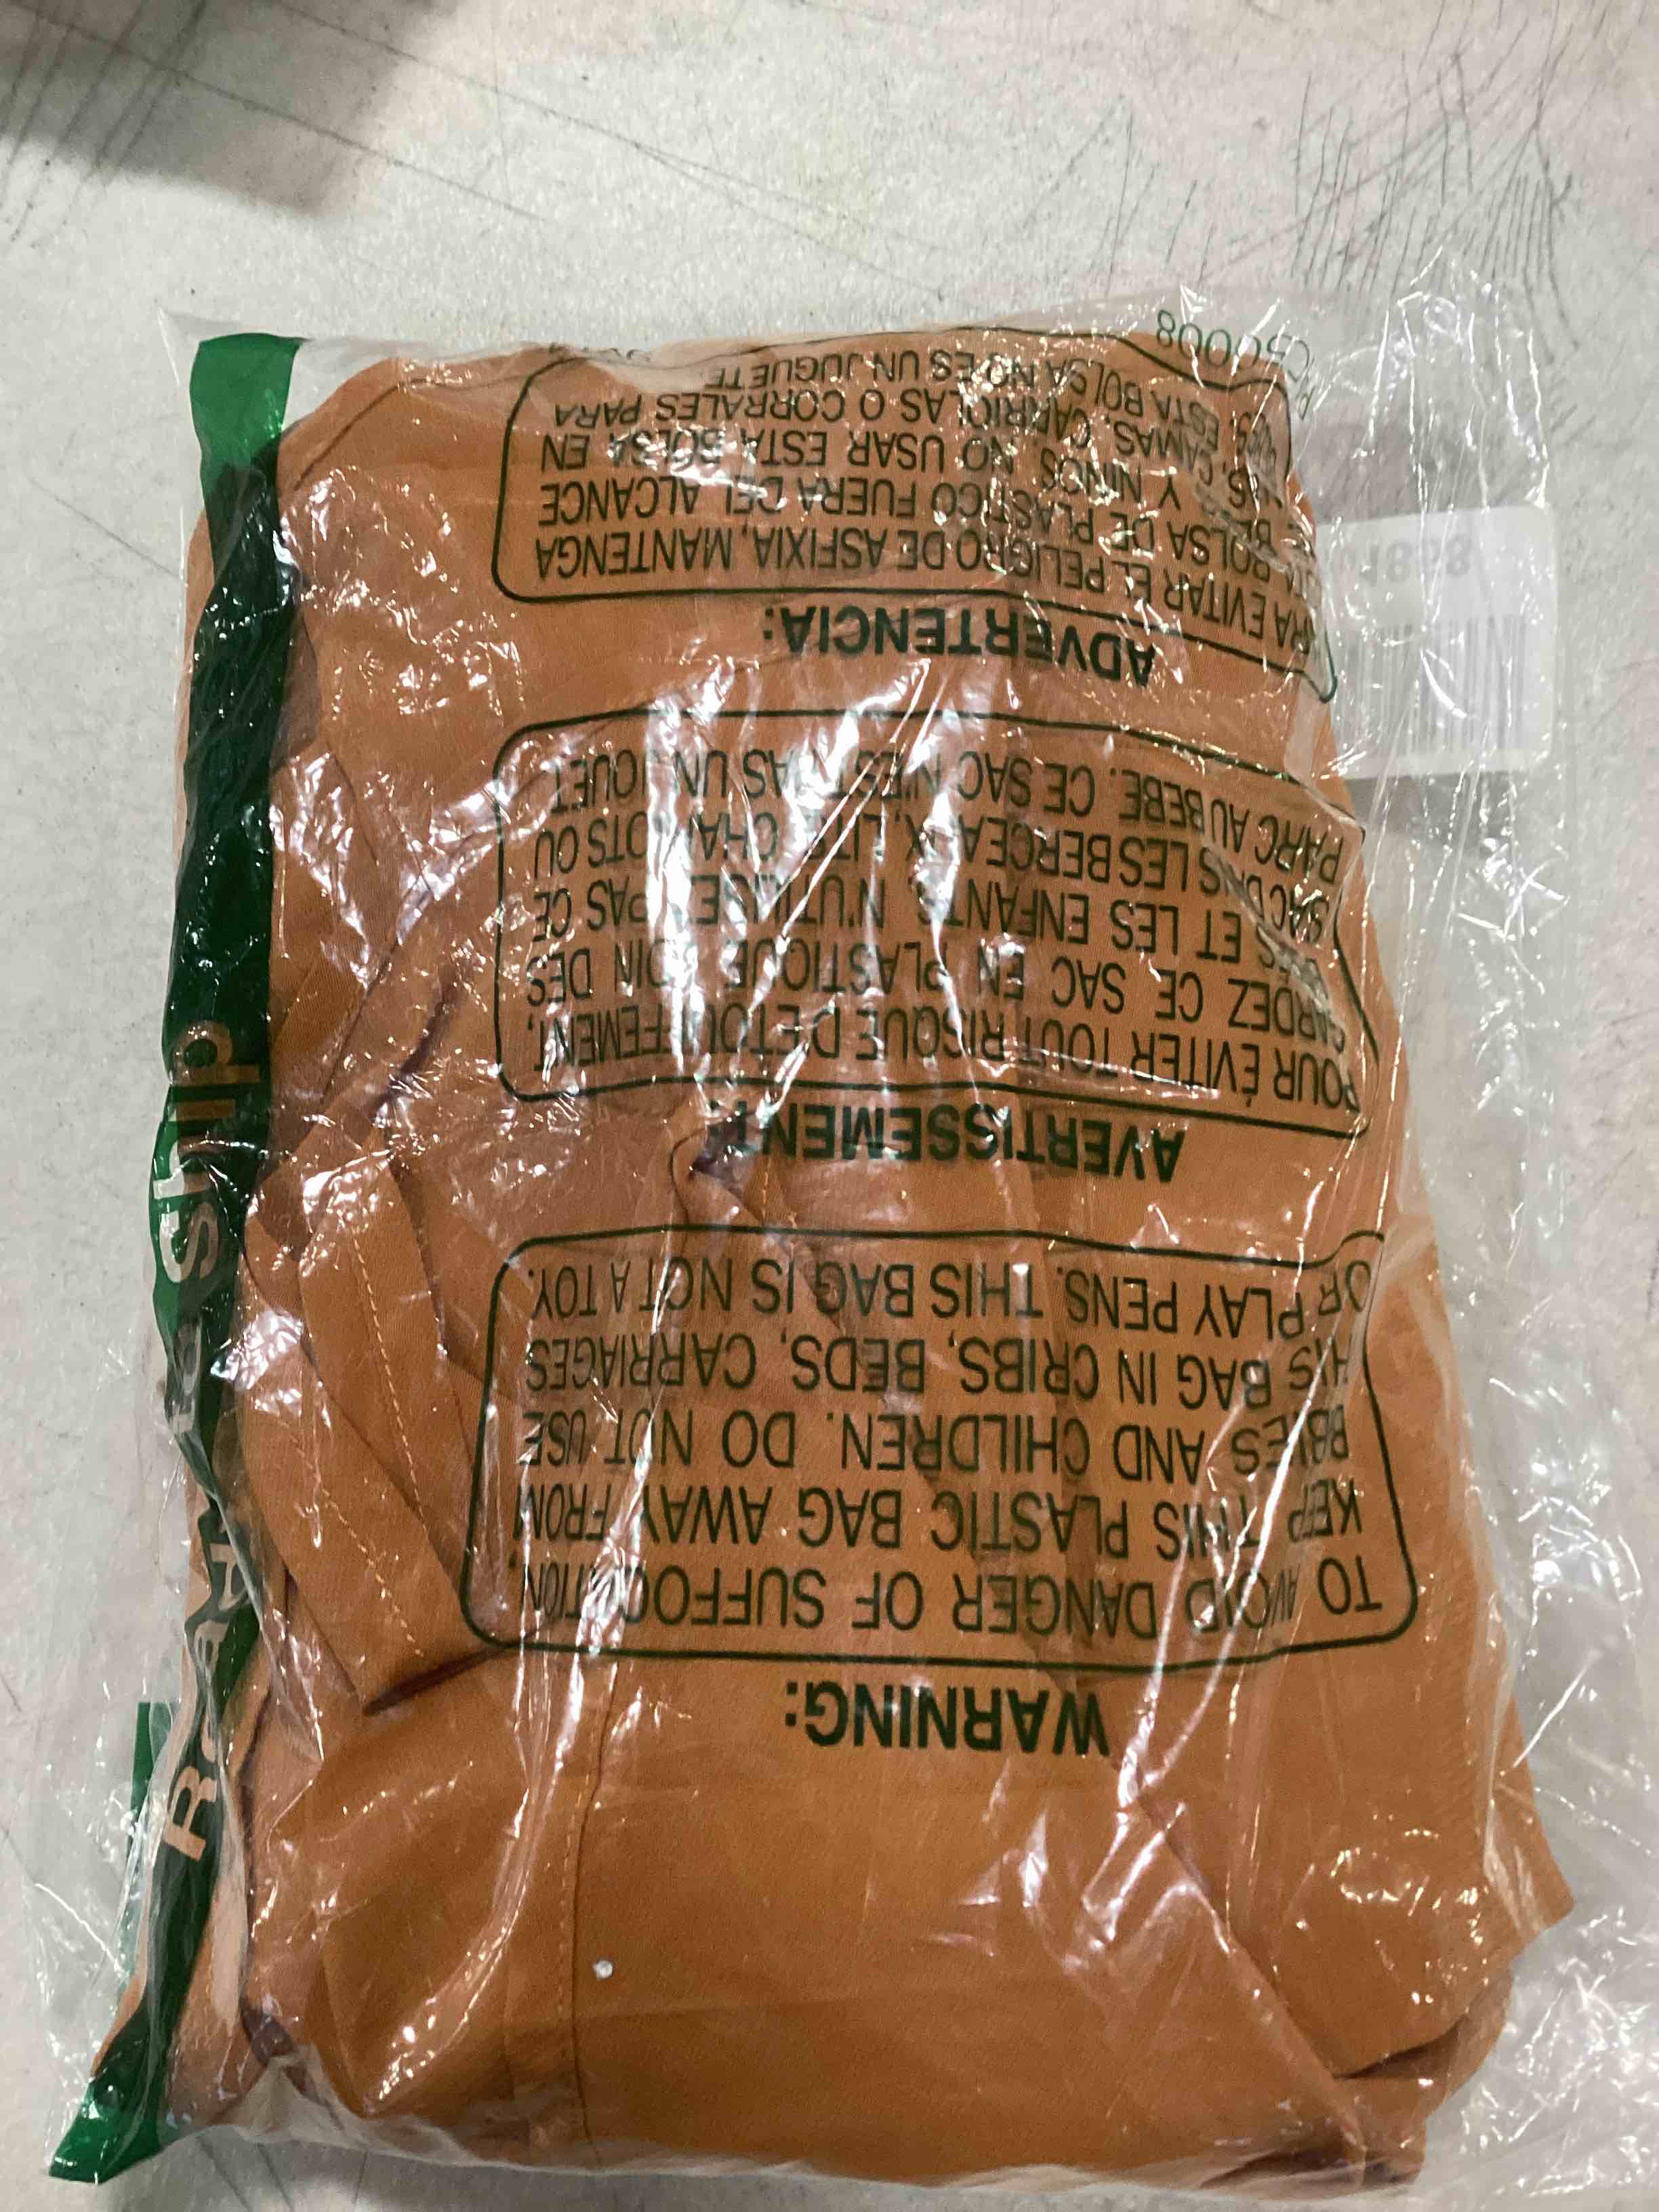 WARNING:
TO AVOID DANGER OF SUFFOCATION,
KEEP THIS PLASTIC BAG AWAY FROM
BABIES AND CHILDREN. DO NOT USE
THIS BAG IN CRIBS, BEDS, CARRIAGES
OR PLAY PENS. THIS BAG IS NOT A TOY.
AVERTISSEMENT:
POUR ÉVITER TOUT RISQUE D'ETOUFFEMENT,
GARDEZ CE SAC EN PLASTIQUE LOIN DES
BÉBÉS ET LES ENFANTS. N'UTILISEZ PAS CE
SAC DANS LES BERCEAUX, LITS, CHARIOTS OU
PARC AU BEBE. CE SAC N'EST PAS UN JOUET
ADVERTENCIA:
PARA EVITAR EL PELIGRO DE ASFIXIA, MANTENGA
ESTA BOLSA DE PLASTICO FUERA DEL ALCANCE
DE BEBES Y NINOS. NO USAR ESTA BOLSA EN
CAMAS, CARRIOLAS O CORRALES PARA
ESTA BOLSA NO ES UN JUGUETE.
Ready to ship